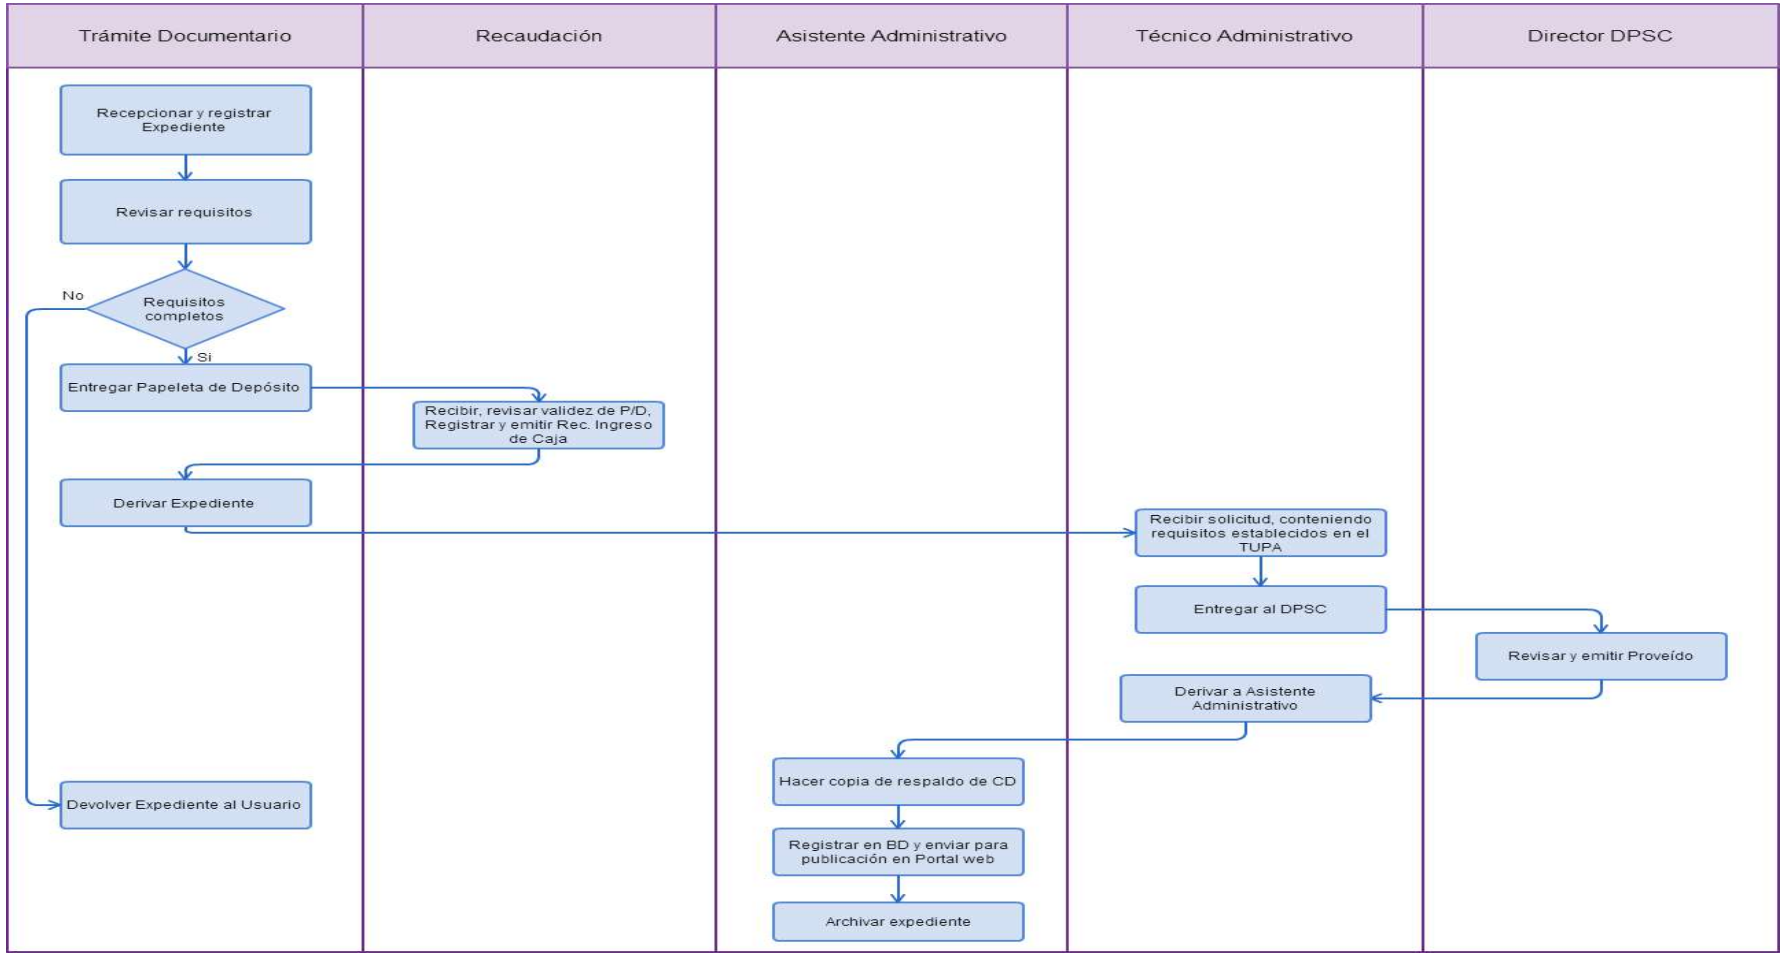 Trámite Documentario
Recaudación
Asistente Administrativo
Técnico Administrativo
Director DPSC
Recepcionar y registrar
Expediente
Revisar requisitos
No
Requisitos
completos
Si
Entregar Papeleta de Depósito
Recibir, revisar validez de P/D,
Registrar y emitir Rec. Ingreso
de Caja
Derivar Expediente
Recibir solicitud, conteniendo
requisitos establecidos en el
TUPA
Entregar al DPSC
Revisar y emitir Proveído
Derivar a Asistente
Administrativo
Hacer copia de respaldo de CD
Devolver Expediente al Usuario
Registrar en BD y enviar para
publicación en Portal web
Archivar expediente